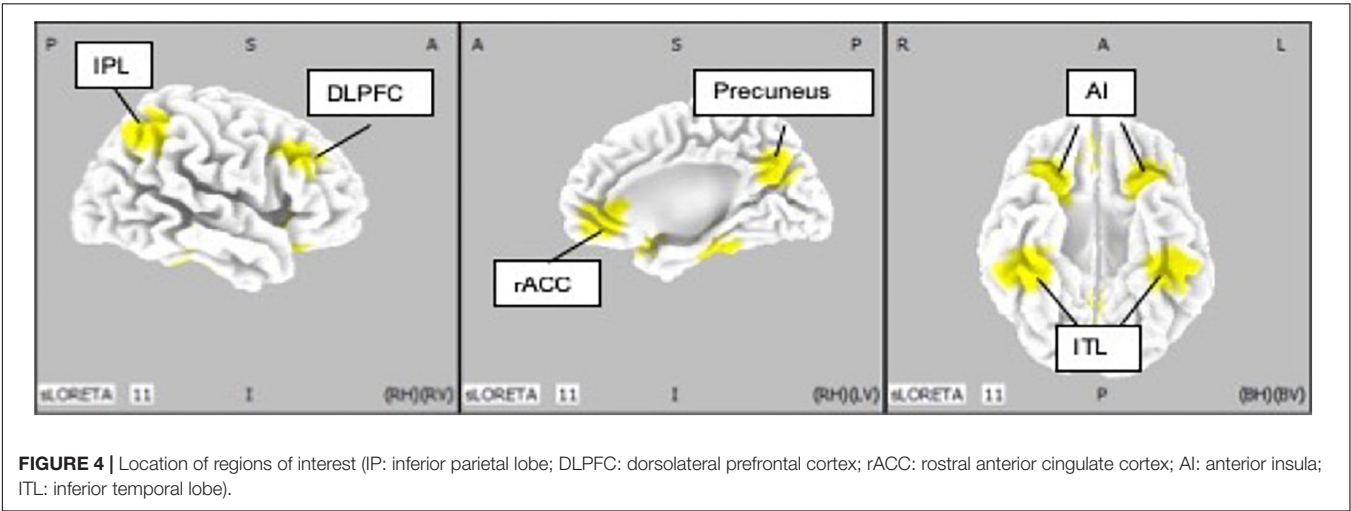 P S A
IPL
DLPFC
sLORETA 11 I (RH)(RV)
A S P
Precuneus
rACC
sLORETA 11 I (RH)(LV)
R A L
AI
ITL
sLORETA 11 P (BH)(BV)
FIGURE 4 | Location of regions of interest (IP: inferior parietal lobe; DLPFC: dorsolateral prefrontal cortex; rACC: rostral anterior cingulate cortex; AI: anterior insula;
ITL: inferior temporal lobe).